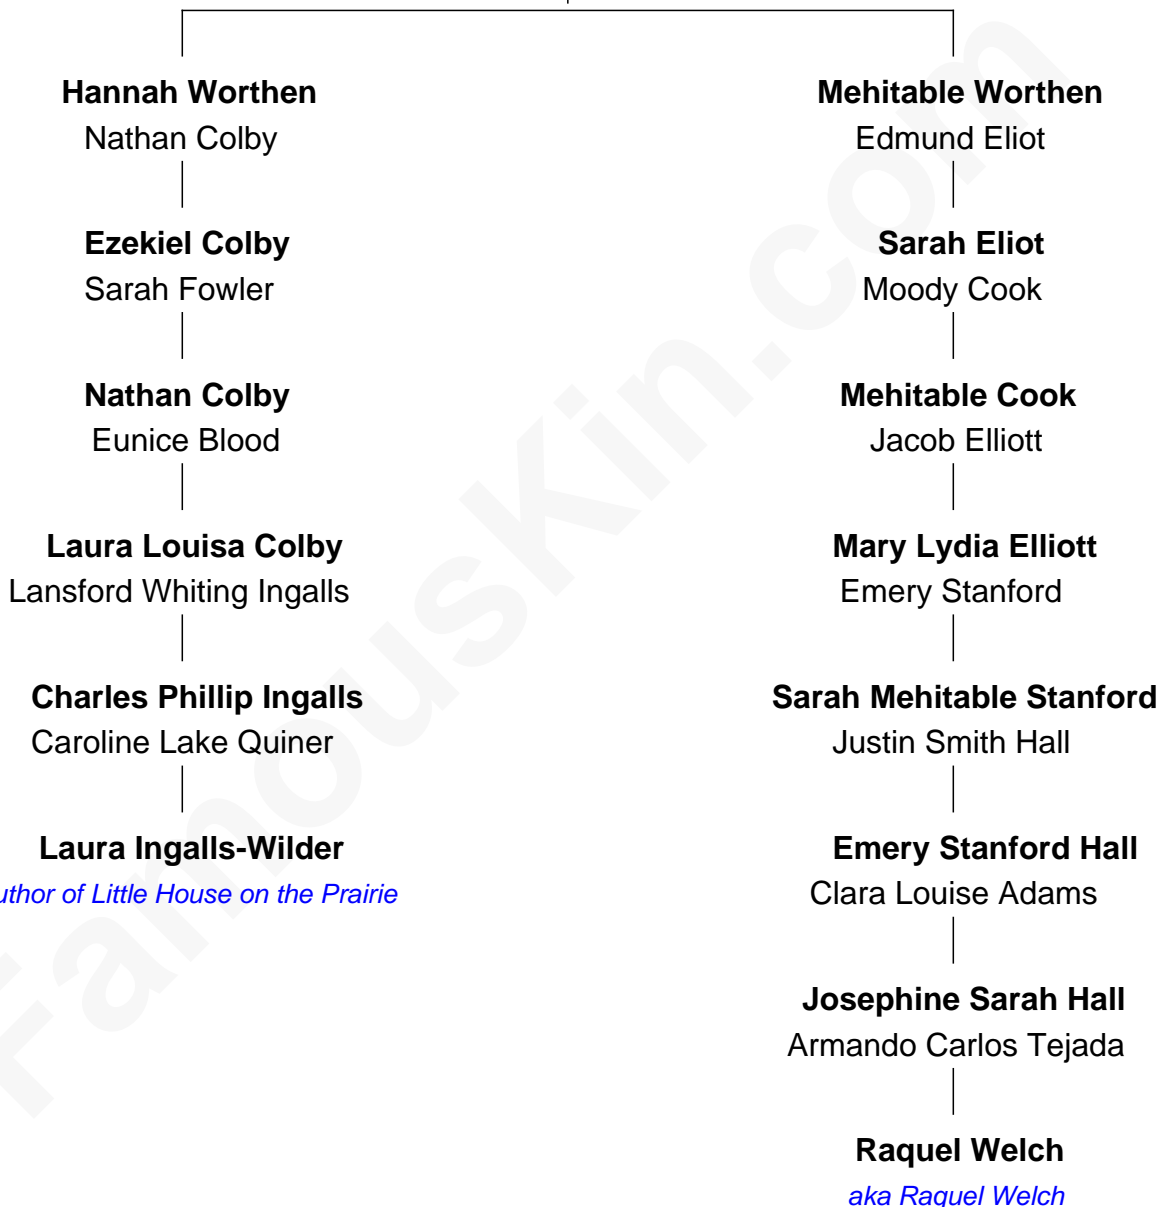 Hannah Worthen
Nathan Colby
Ezekiel Colby
Sarah Fowler
Nathan Colby
Eunice Blood
Laura Louisa Colby
Lansford Whiting Ingalls
Charles Phillip Ingalls
Caroline Lake Quiner
Laura Ingalls-Wilder
uthor of Little House on the Prairie
Mehitable Worthen
Edmund Eliot
Sarah Eliot
Moody Cook
Mehitable Cook
Jacob Elliott
Mary Lydia Elliott
Emery Stanford
Sarah Mehitable Stanford
Justin Smith Hall
Emery Stanford Hall
Clara Louise Adams
Josephine Sarah Hall
Armando Carlos Tejada
Raquel Welch
aka Raquel Welch
FamousKin.com